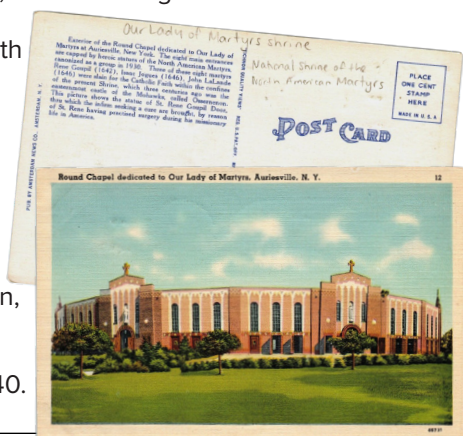 th
Our Lady of Martyrs shrine
National Shrine of the
North American Martyrs
Exterior of the Round Chapel dedicated to Our Lady of
Martyrs at Auriesville, New York. The eight main entrances
are capped by heroic statues of the North American Martyrs
canonized as a group in 1930. Three of these eight martyrs
Rene Goupil (1642), Isaac Jogues (1646), John LaLande
(1646) were slain for the Catholic Faith within the confines
of the present Shrine, which three centuries ago was the
easternmost castle of the Mohawks, called Ossernenon.
This picture shows the statue of St. Rene Goupil Door,
thru which the infirm seeking a cure are brought, by reason
of St. Rene having practised surgery during his missionary
life in America.
PUB. BY AMSTERDAM NEWS CO., AMSTERDAM, N. Y.
POST CARD
PLACE
ONE CENT
STAMP
HERE
MADE IN U. S. A.
Round Chapel dedicated to Our Lady of Martyrs, Auriesville, N. Y. 12
n,
40.